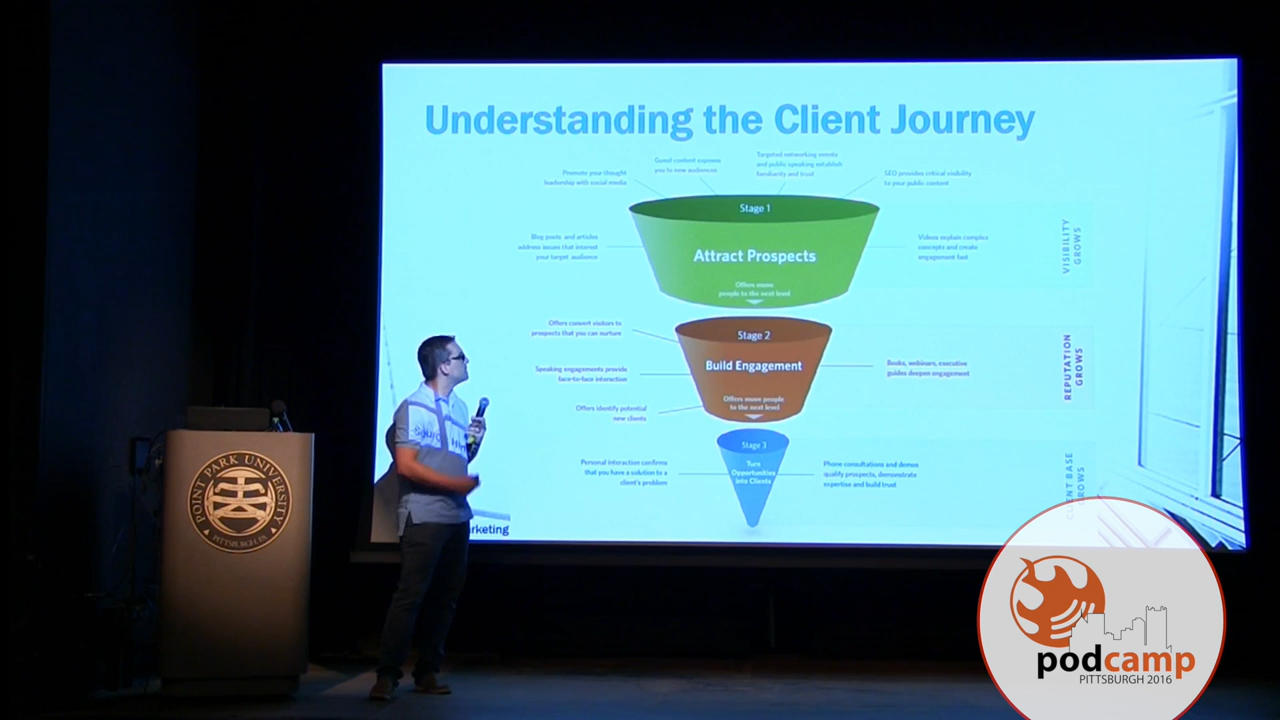 Understanding the Client Journey
Targeted networking events
and public speaking establish
familiarity and trust
Guest content exposes
you to new audiences
Promote your thought
leadership with social media
SEO provides critical visibility
to your public content
Stage 1
Attract Prospects
Offers move
people to the next level
Blog posts and articles
address issues that interest
your target audience
Videos explain complex
concepts and create
engagement fast
VISIBILITY
GROWS
Stage 2
Build Engagement
Offers move people
to the next level
Offers convert visitors to
prospects that you can nurture
Speaking engagements provide
face-to-face interaction
Offers identify potential
new clients
Books, webinars, executive
guides deepen engagement
REPUTATION
GROWS
Stage 3
Turn
Opportunities
into Clients
Personal interaction confirms
that you have a solution to a
client's problem
Phone consultations and demos
qualify prospects, demonstrate
expertise and build trust
CLIENT BASE
GROWS
rketing
POINT PARK UNIVERSITY
PITTSBURGH, PA
podcamp
PITTSBURGH 2016